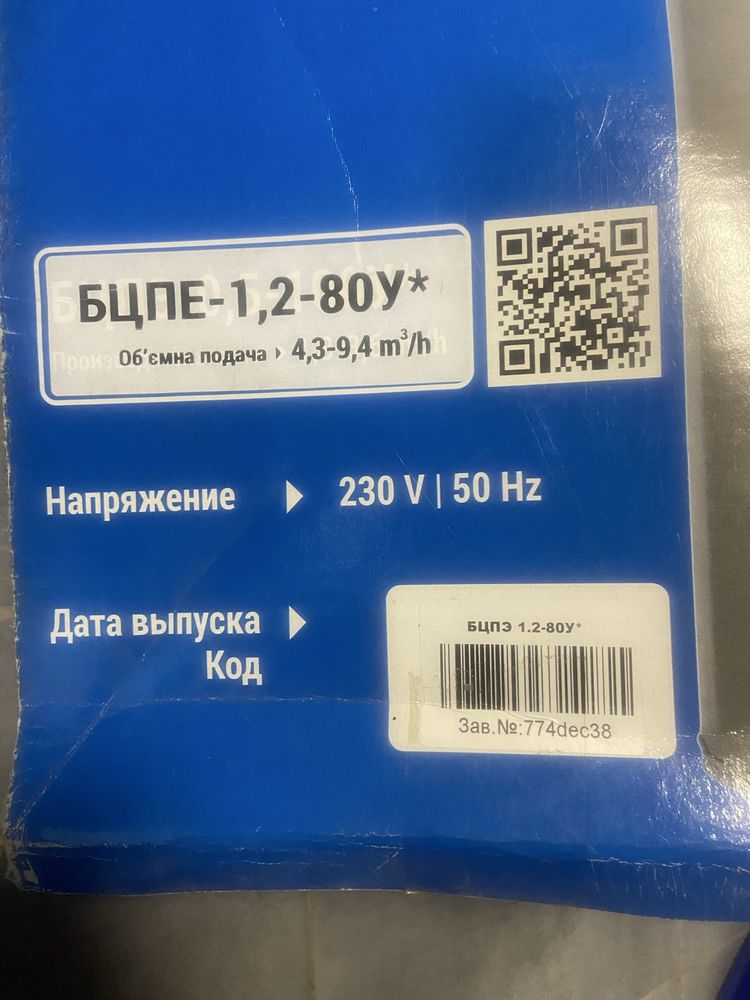 БЦПЕ-1,2-80У*
Об'ємна подача 4,3-9,4 m³/h
Напряжение 230 V | 50 Hz
Дата выпуска
Код
БЦПЭ 1.2-80У*
Зав.№:774dec38